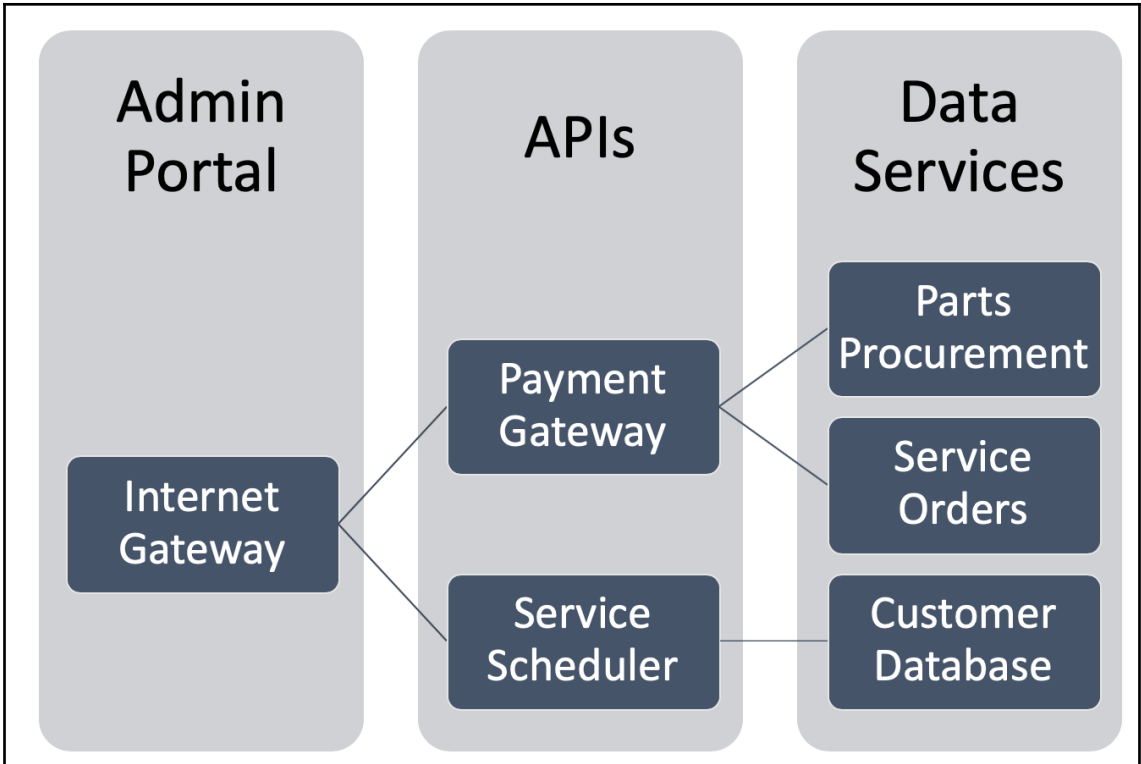 Admin
Portal
APIs
Data
Services
Internet
Gateway
Payment
Gateway
Service
Scheduler
Parts
Procurement
Service
Orders
Customer
Database